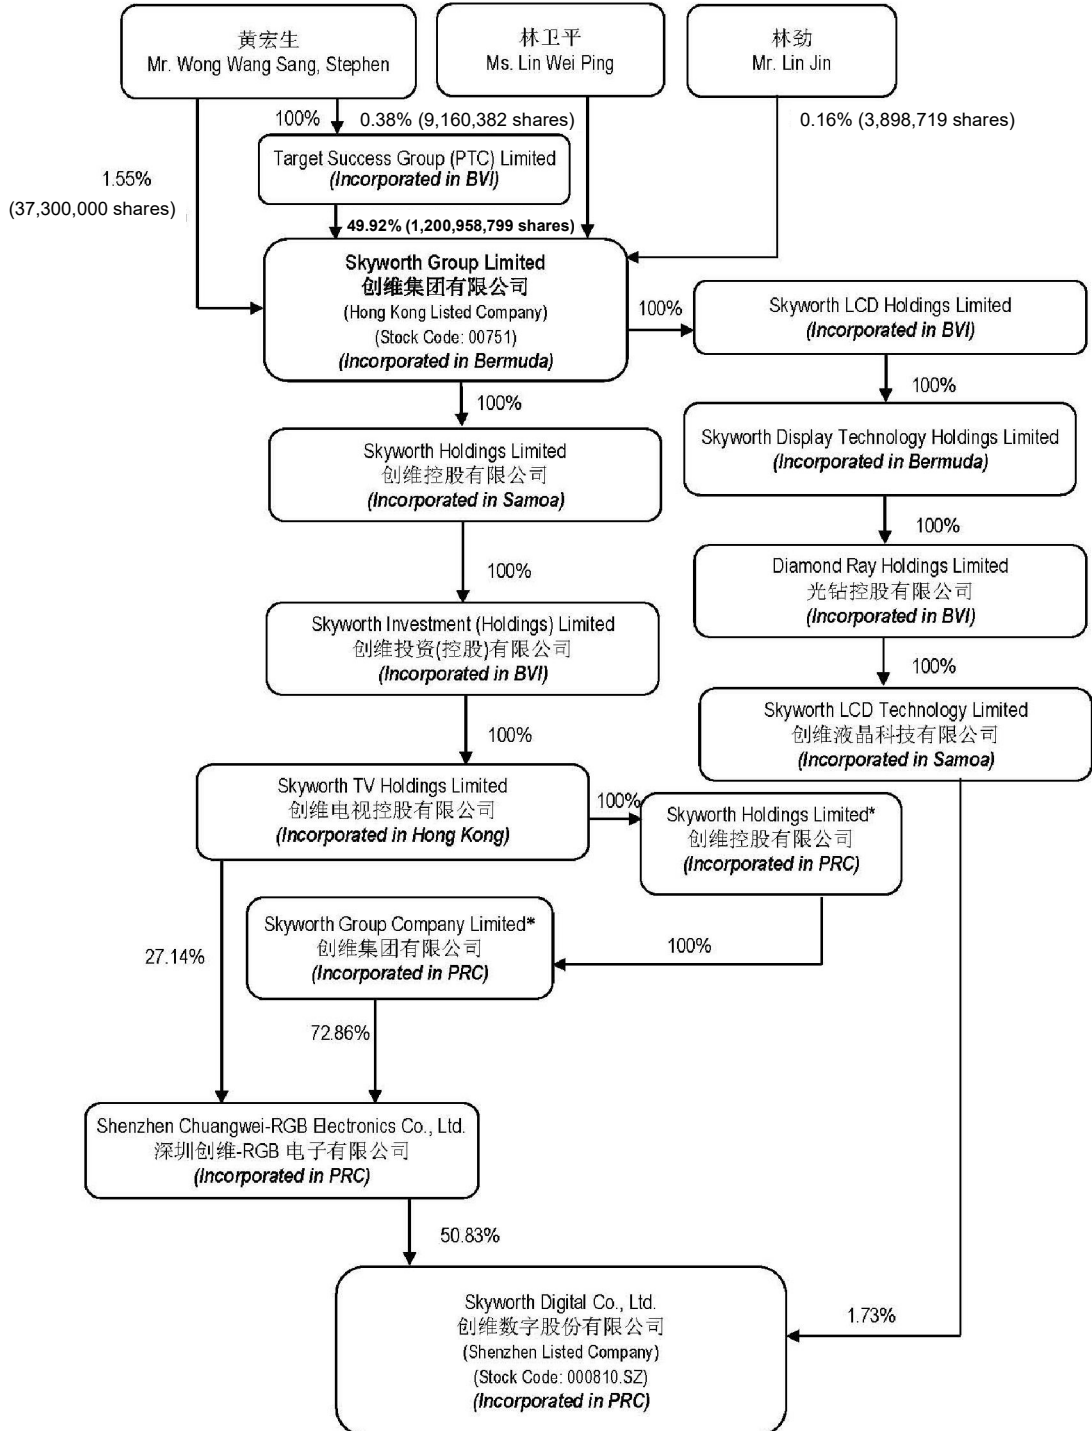 黄宏生
Mr. Wong Wang Sang, Stephen
林卫平
Ms. Lin Wei Ping
林劲
Mr. Lin Jin
100%
0.38% (9,160,382 shares)
0.16% (3,898,719 shares)
1.55%
(37,300,000 shares)
Target Success Group (PTC) Limited
(Incorporated in BVI)
49.92% (1,200,958,799 shares)
Skyworth Group Limited
创维集团有限公司
(Hong Kong Listed Company)
(Stock Code: 00751)
(Incorporated in Bermuda)
100%
Skyworth LCD Holdings Limited
(Incorporated in BVI)
100%
100%
Skyworth Holdings Limited
创维控股有限公司
(Incorporated in Samoa)
Skyworth Display Technology Holdings Limited
(Incorporated in Bermuda)
100%
100%
Skyworth Investment (Holdings) Limited
创维投资(控股)有限公司
(Incorporated in BVI)
Diamond Ray Holdings Limited
光钻控股有限公司
(Incorporated in BVI)
100%
100%
Skyworth LCD Technology Limited
创维液晶科技有限公司
(Incorporated in Samoa)
Skyworth TV Holdings Limited
创维电视控股有限公司
(Incorporated in Hong Kong)
100%
Skyworth Holdings Limited*
创维控股有限公司
(Incorporated in PRC)
27.14%
Skyworth Group Company Limited*
创维集团有限公司
(Incorporated in PRC)
100%
72.86%
Shenzhen Chuangwei-RGB Electronics Co., Ltd.
深圳创维-RGB 电子有限公司
(Incorporated in PRC)
50.83%
Skyworth Digital Co., Ltd.
创维数字股份有限公司
(Shenzhen Listed Company)
(Stock Code: 000810.SZ)
(Incorporated in PRC)
1.73%